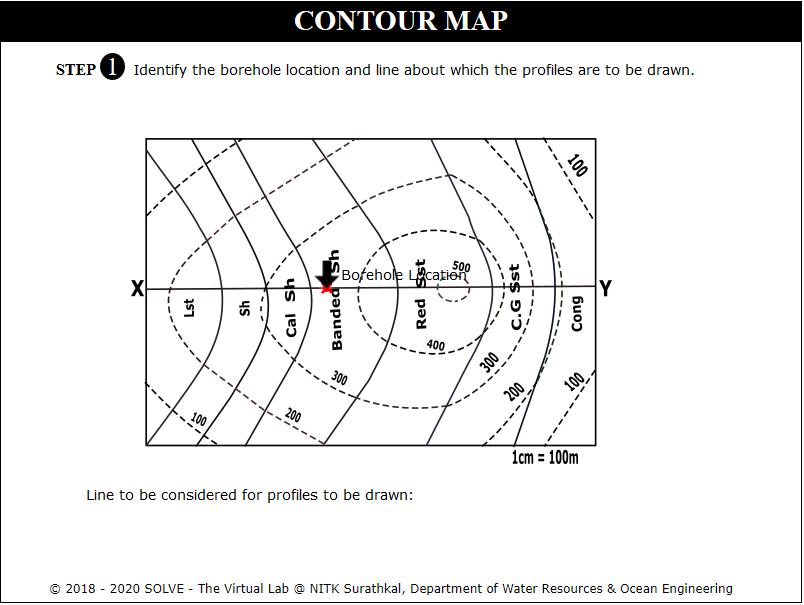 CONTOUR MAP
STEP 1 Identify the borehole location and line about which the profiles are to be drawn.
100
Borehole Location
500
X
Y
Lst
Sh
Cal Sh
Banded Sh
Red Sst
C.G Sst
Cong
400
300
300
200
100
200
100
1cm = 100m
Line to be considered for profiles to be drawn:
© 2018 - 2020 SOLVE - The Virtual Lab @ NITK Surathkal, Department of Water Resources & Ocean Engineering